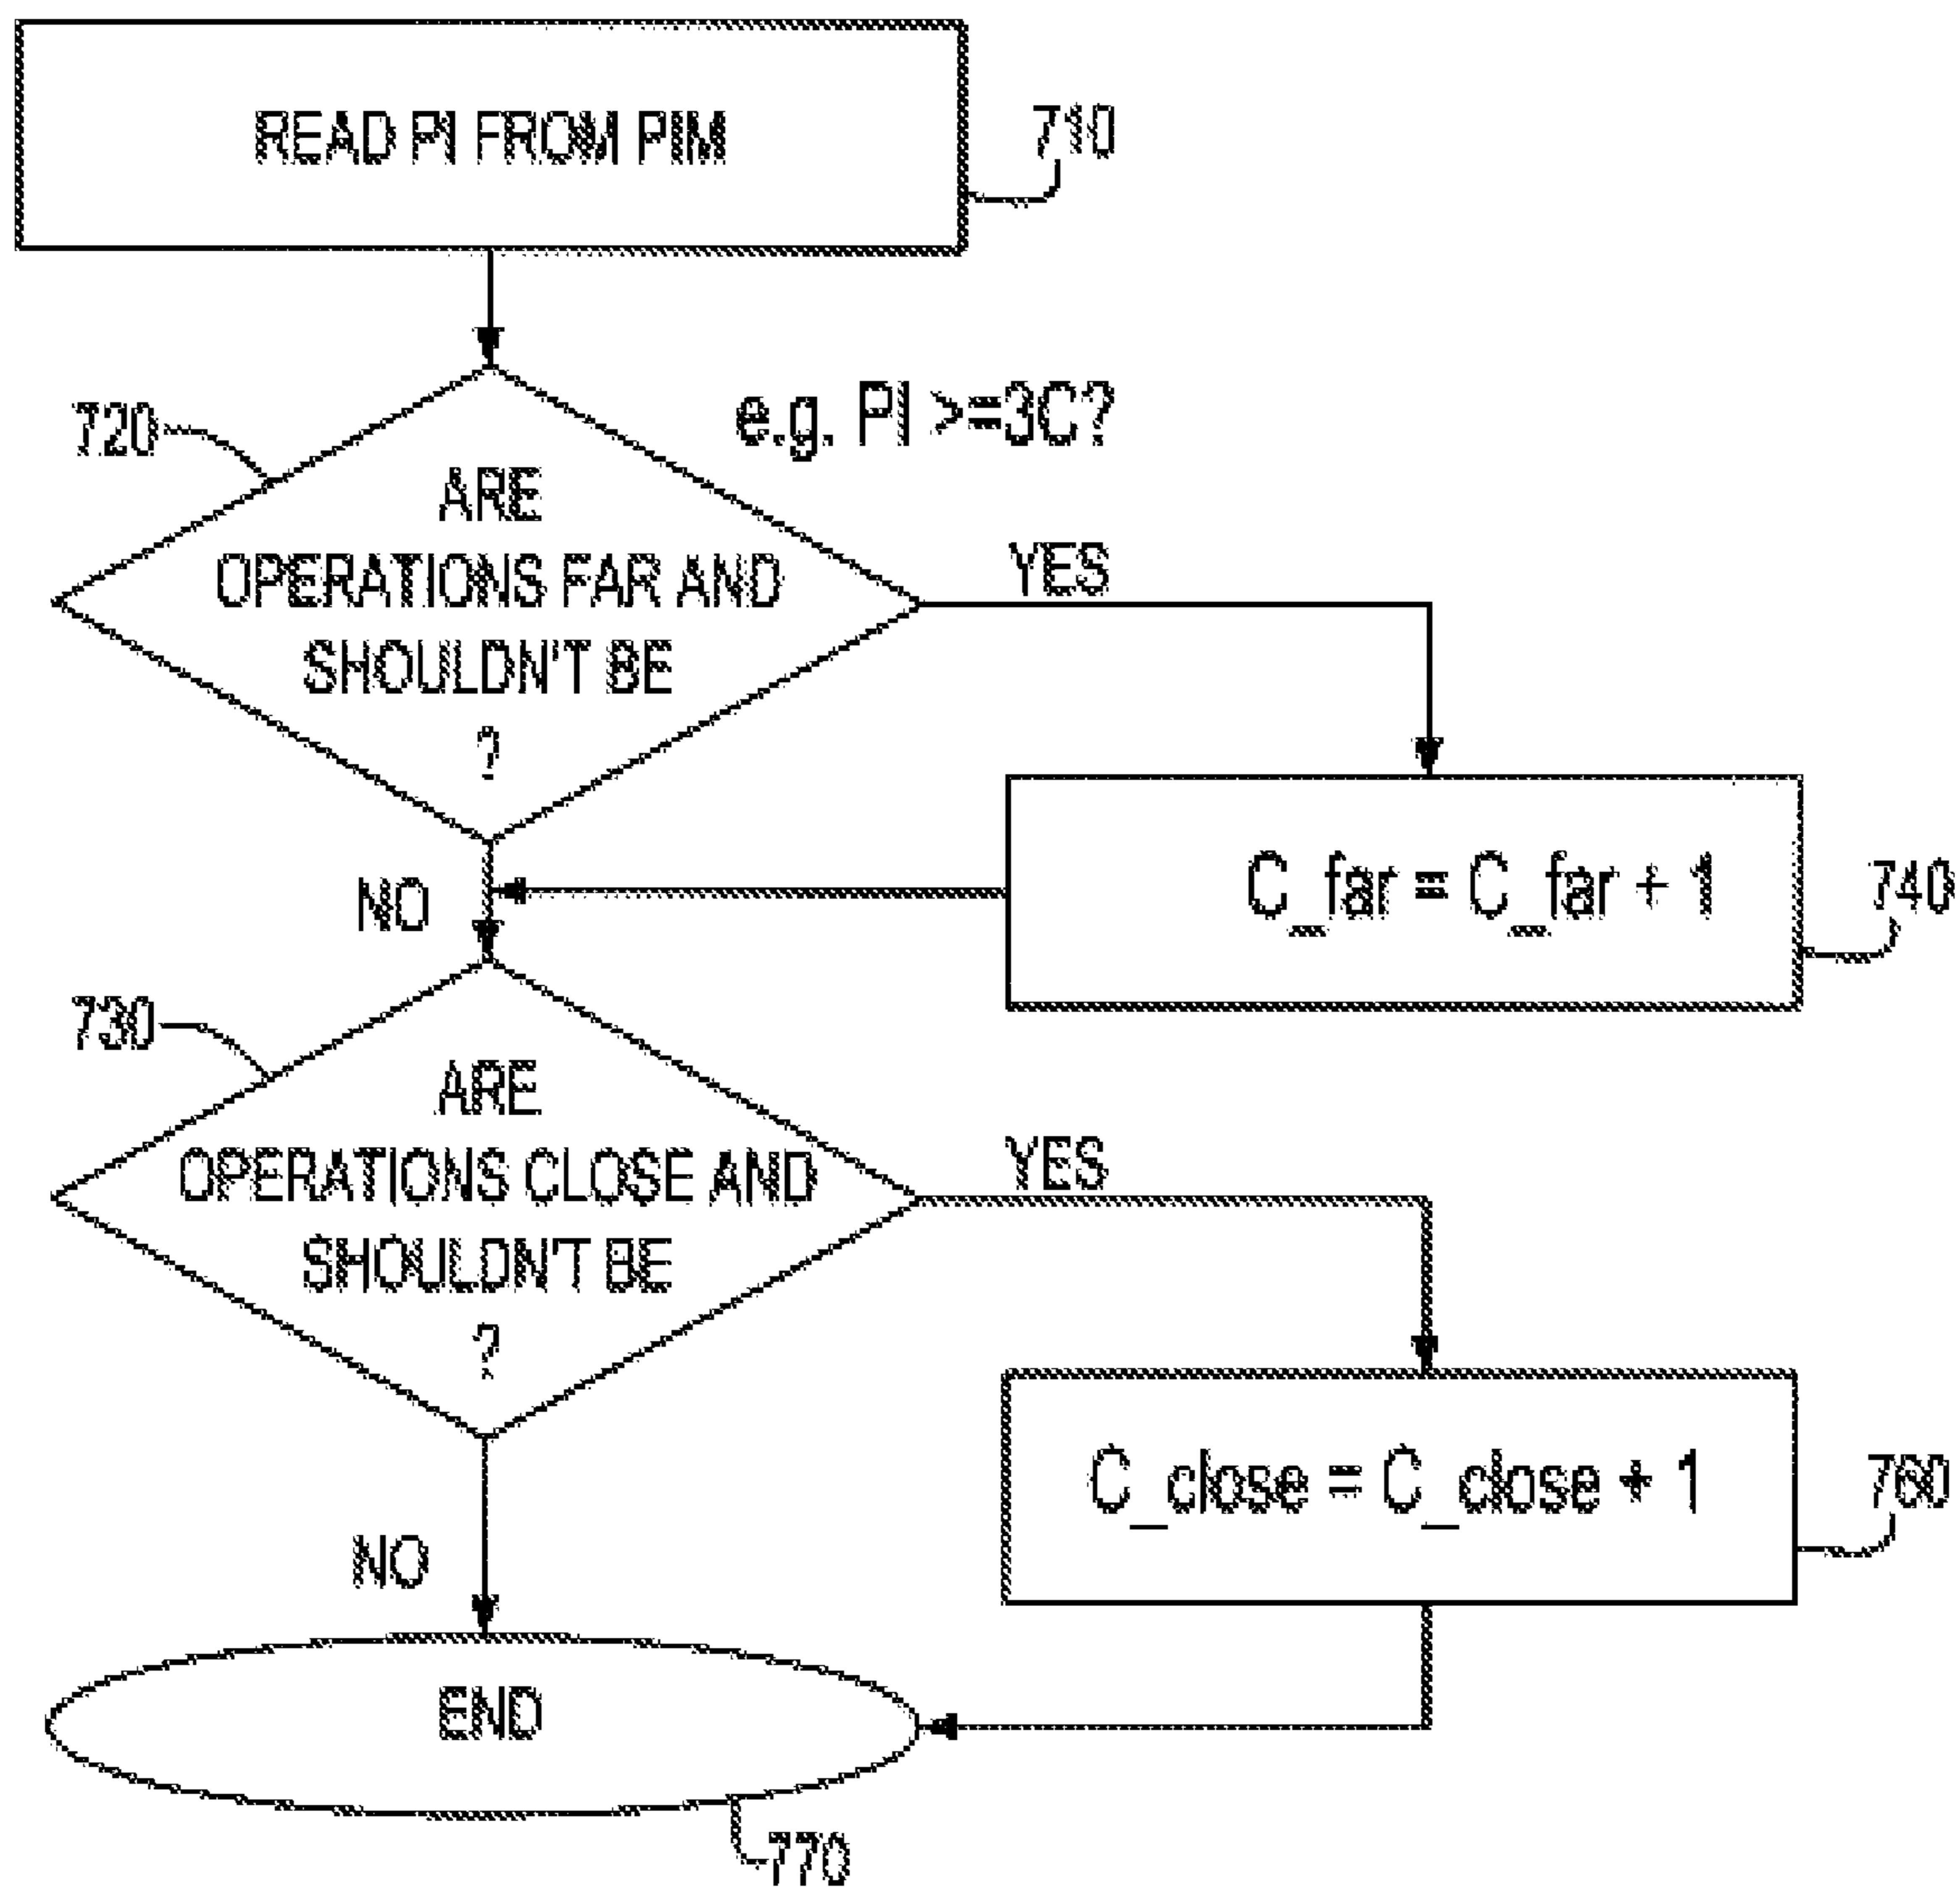 READ PI FROM PIM
710
720
e.g. PI >=3C?
ARE
OPERATIONS FAR AND
SHOULDN'T BE
?
YES
NO
C_far = C_far + 1
740
730
ARE
OPERATIONS CLOSE AND
SHOULDN'T BE
?
YES
NO
C_close = C_close + 1
760
END
770